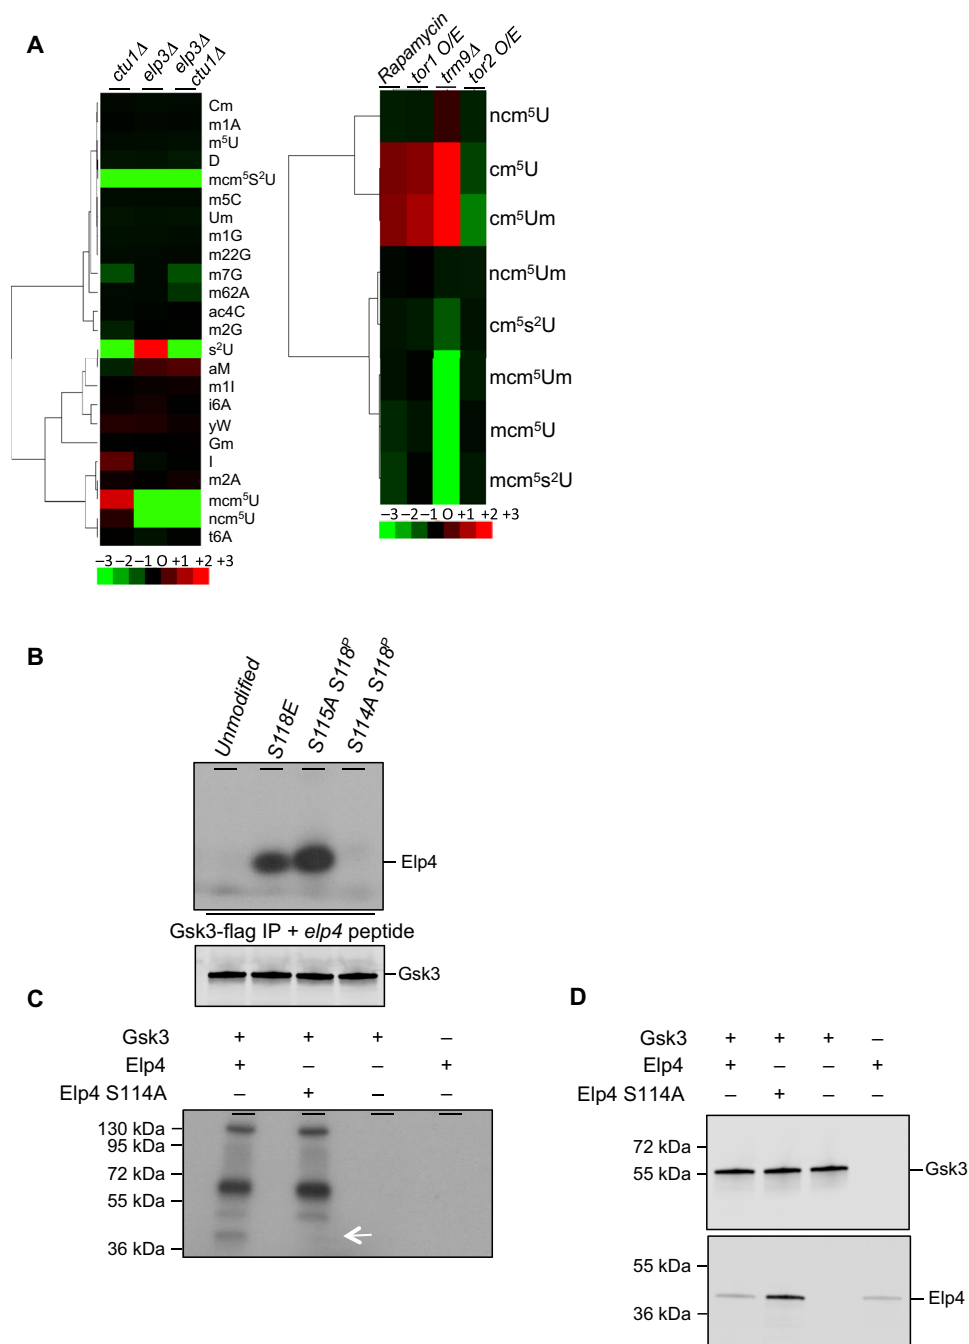 A
ctu1Δ
elp3Δ
elp3Δ ctu1Δ
Cm
m1A
m⁵U
D
mcm⁵S²U
m5C
Um
m1G
m22G
m7G
m62A
ac4C
m2G
s²U
aM
m1I
i6A
yW
Gm
I
m2A
mcm⁵U
ncm⁵U
t6A
–3 –2 –1 O +1 +2 +3
Rapamycin
tor1 O/E
trm9Δ
tor2 O/E
ncm⁵U
cm⁵U
cm⁵Um
ncm⁵Um
cm⁵s²U
mcm⁵Um
mcm⁵U
mcm⁵s²U
–3 –2 –1 O +1 +2 +3
B
Unmodified
S118E
S115A S118ᴾ
S114A S118ᴾ
Elp4
Gsk3-flag IP + elp4 peptide
Gsk3
C
Gsk3 + + + –
Elp4 + – – +
Elp4 S114A – + – –
130 kDa
95 kDa
72 kDa
55 kDa
36 kDa
D
Gsk3 + + + –
Elp4 + – – +
Elp4 S114A – + – –
72 kDa
55 kDa
Gsk3
55 kDa
36 kDa
Elp4